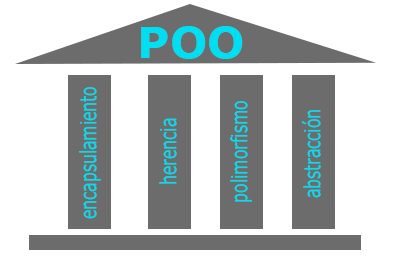 POO
encapsulamiento
herencia
polimorfismo
abstracción